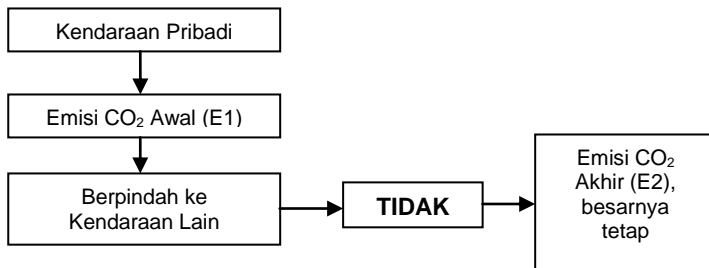 Kendaraan Pribadi
Emisi CO₂ Awal (E1)
Berpindah ke
Kendaraan Lain
TIDAK
Emisi CO₂
Akhir (E2),
besarnya
tetap